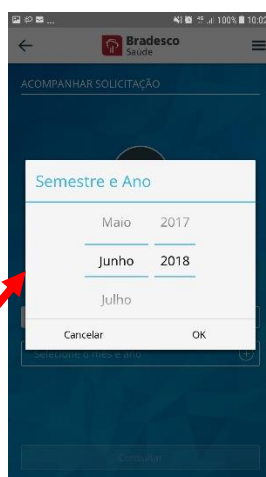 100% 10:02
Bradesco
Saúde
ACOMPANHAR SOLICITAÇÃO
Semestre e Ano
Maio 2017
Junho 2018
Julho
Cancelar OK
Selecione o mês e ano
Consultar